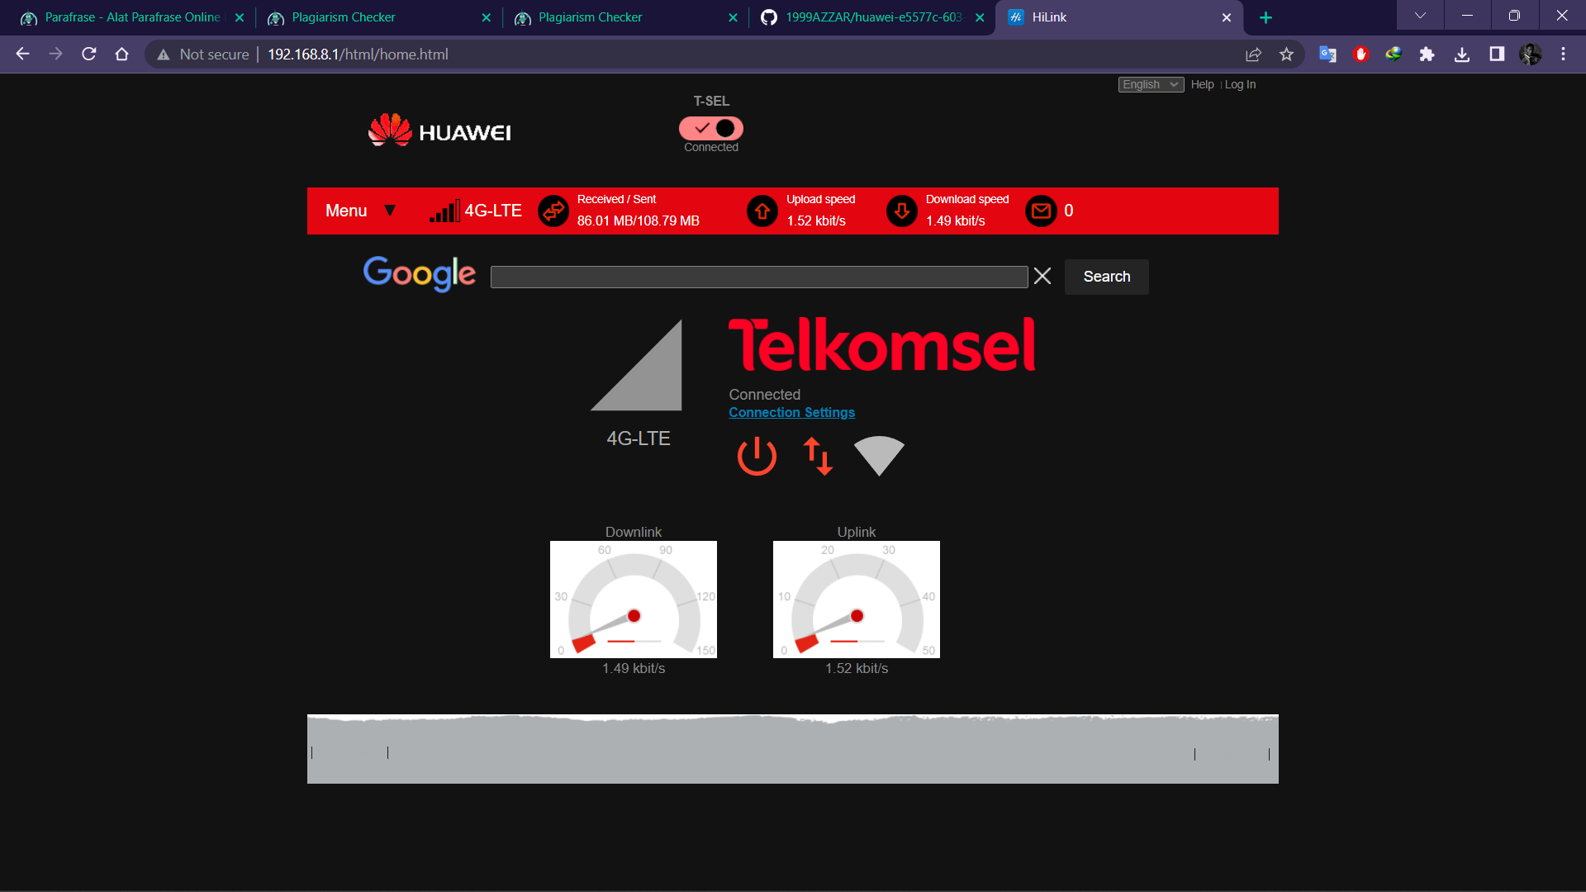 Parafrase - Alat Parafrase Online
Plagiarism Checker
Plagiarism Checker
1999AZZAR/huawei-e5577c-603
HiLink
Not secure
192.168.8.1/html/home.html
English
Help
Log In
T-SEL
HUAWEI
Connected
Menu
4G-LTE
Received / Sent
86.01 MB/108.79 MB
Upload speed
1.52 kbit/s
Download speed
1.49 kbit/s
0
Google
Search
Telkomsel
Connected
Connection Settings
4G-LTE
Downlink
0
30
60
90
120
150
1.49 kbit/s
Uplink
0
10
20
30
40
50
1.52 kbit/s